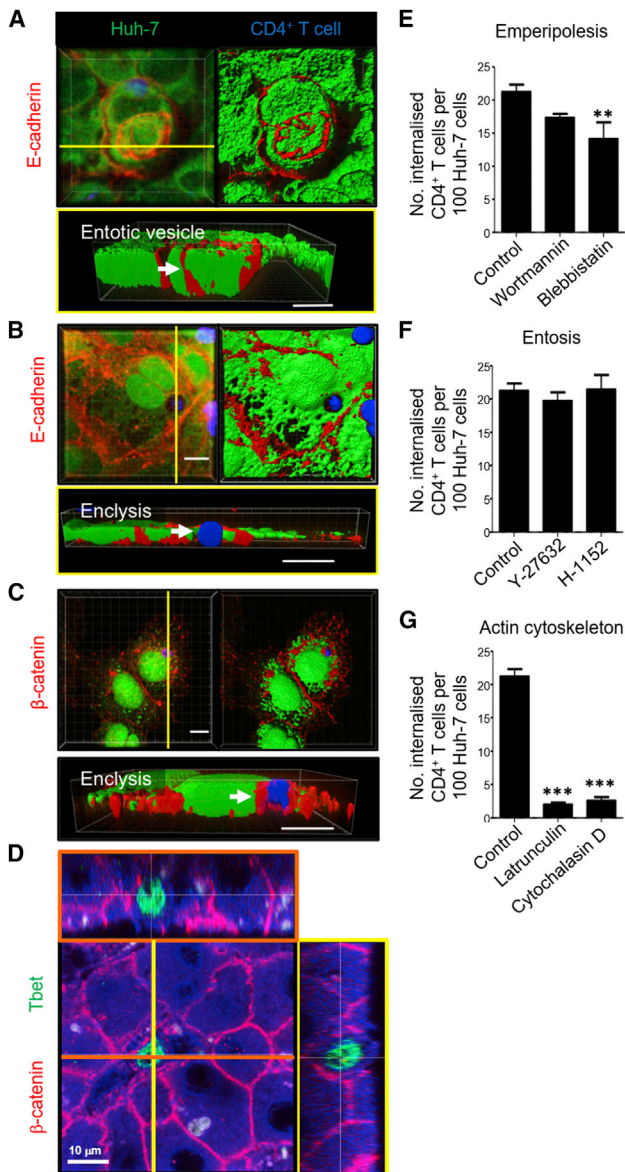 A
Huh-7
CD4⁺ T cell
E-cadherin
Entotic vesicle
B
E-cadherin
Enclysis
C
β-catenin
Enclysis
D
Tbet
β-catenin
10 μm
E
Emperipolesis
No. internalised
CD4⁺ T cells per
100 Huh-7 cells
25
20
15
10
5
0
**
Control
Wortmannin
Blebbistatin
F
Entosis
No. internalised
CD4⁺ T cells per
100 Huh-7 cells
25
20
15
10
5
0
Control
Y-27632
H-1152
G
Actin cytoskeleton
No. internalised
CD4⁺ T cells per
100 Huh-7 cells
25
20
15
10
5
0
***
***
Control
Latrunculin
Cytochalasin D